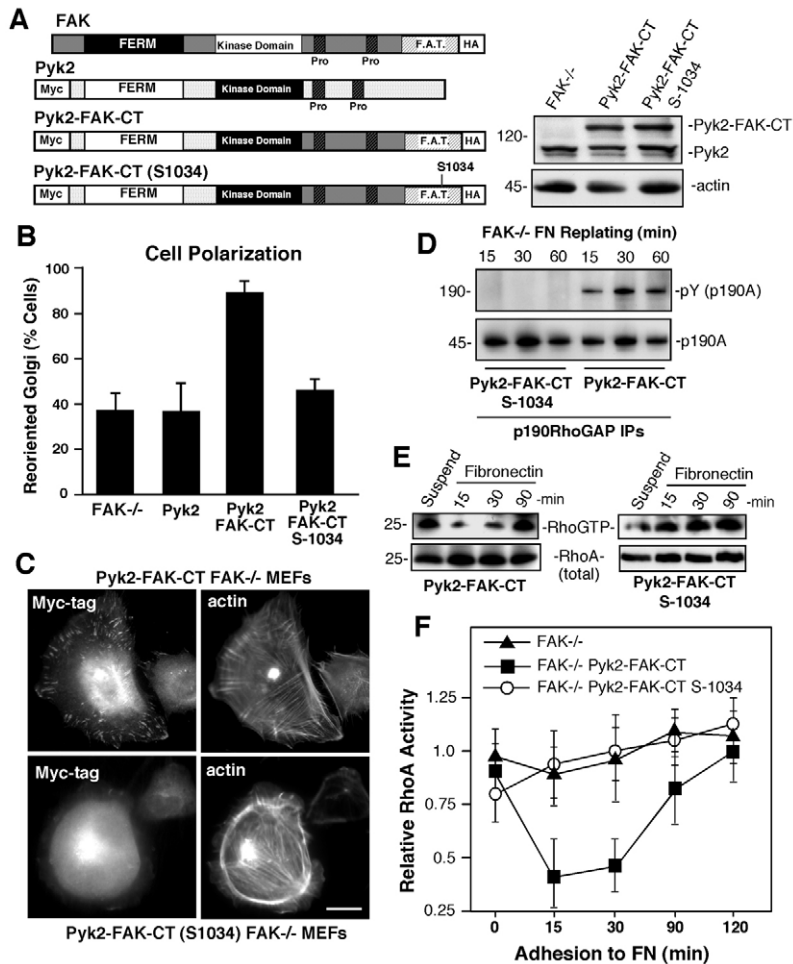 A
FAK
FERM
Kinase Domain
F.A.T.
HA
Pro
Pro
Pyk2
Myc
FERM
Kinase Domain
Pro
Pro
Pyk2-FAK-CT
Myc
FERM
Kinase Domain
F.A.T.
HA
Pyk2-FAK-CT (S1034)
S1034
Myc
FERM
Kinase Domain
F.A.T.
HA
FAK-/-
Pyk2-FAK-CT
Pyk2-FAK-CT
S-1034
120-
-Pyk2-FAK-CT
-Pyk2
45-
-actin
B
Cell Polarization
Reoriented Golgi (% Cells)
100
80
60
40
20
0
FAK-/-
Pyk2
Pyk2
FAK-CT
Pyk2
FAK-CT
S-1034
C
Pyk2-FAK-CT FAK-/- MEFs
Myc-tag
actin
Myc-tag
actin
Pyk2-FAK-CT (S1034) FAK-/- MEFs
D
FAK-/- FN Replating (min)
15 30 60 15 30 60
190-
-pY (p190A)
45-
-p190A
Pyk2-FAK-CT
S-1034
Pyk2-FAK-CT
p190RhoGAP IPs
E
Suspend
Fibronectin
15 30 90 -min
25-
-RhoGTP-
25-
-RhoA-
(total)
Pyk2-FAK-CT
Suspend
Fibronectin
15 30 90 -min
Pyk2-FAK-CT
S-1034
F
FAK-/-
FAK-/- Pyk2-FAK-CT
FAK-/- Pyk2-FAK-CT S-1034
Relative RhoA Activity
1.25
1.0
0.75
0.5
0.25
0 15 30 90 120
Adhesion to FN (min)